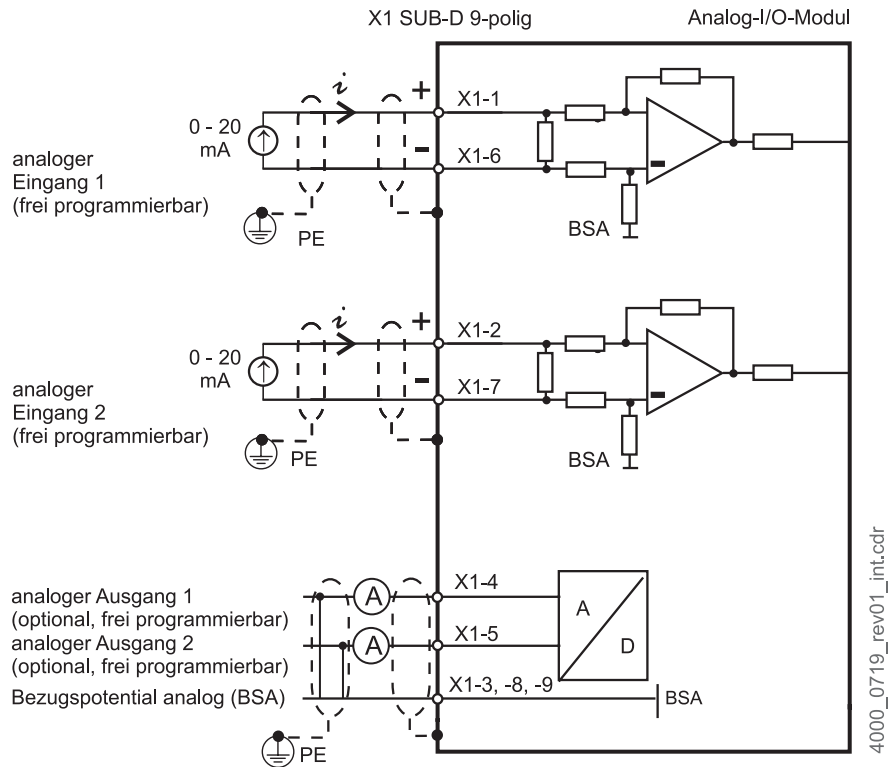 X1 SUB-D 9-polig
Analog-I/O-Modul
i
+
X1-1
0 - 20
mA
-
X1-6
analoger
Eingang 1
(frei programmierbar)
PE
BSA
i
+
X1-2
0 - 20
mA
-
X1-7
analoger
Eingang 2
(frei programmierbar)
PE
BSA
analoger Ausgang 1
(optional, frei programmierbar)
A
X1-4
A
D
analoger Ausgang 2
(optional, frei programmierbar)
A
X1-5
Bezugspotential analog (BSA)
X1-3, -8, -9
BSA
PE
4000_0719_rev01_int.cdr